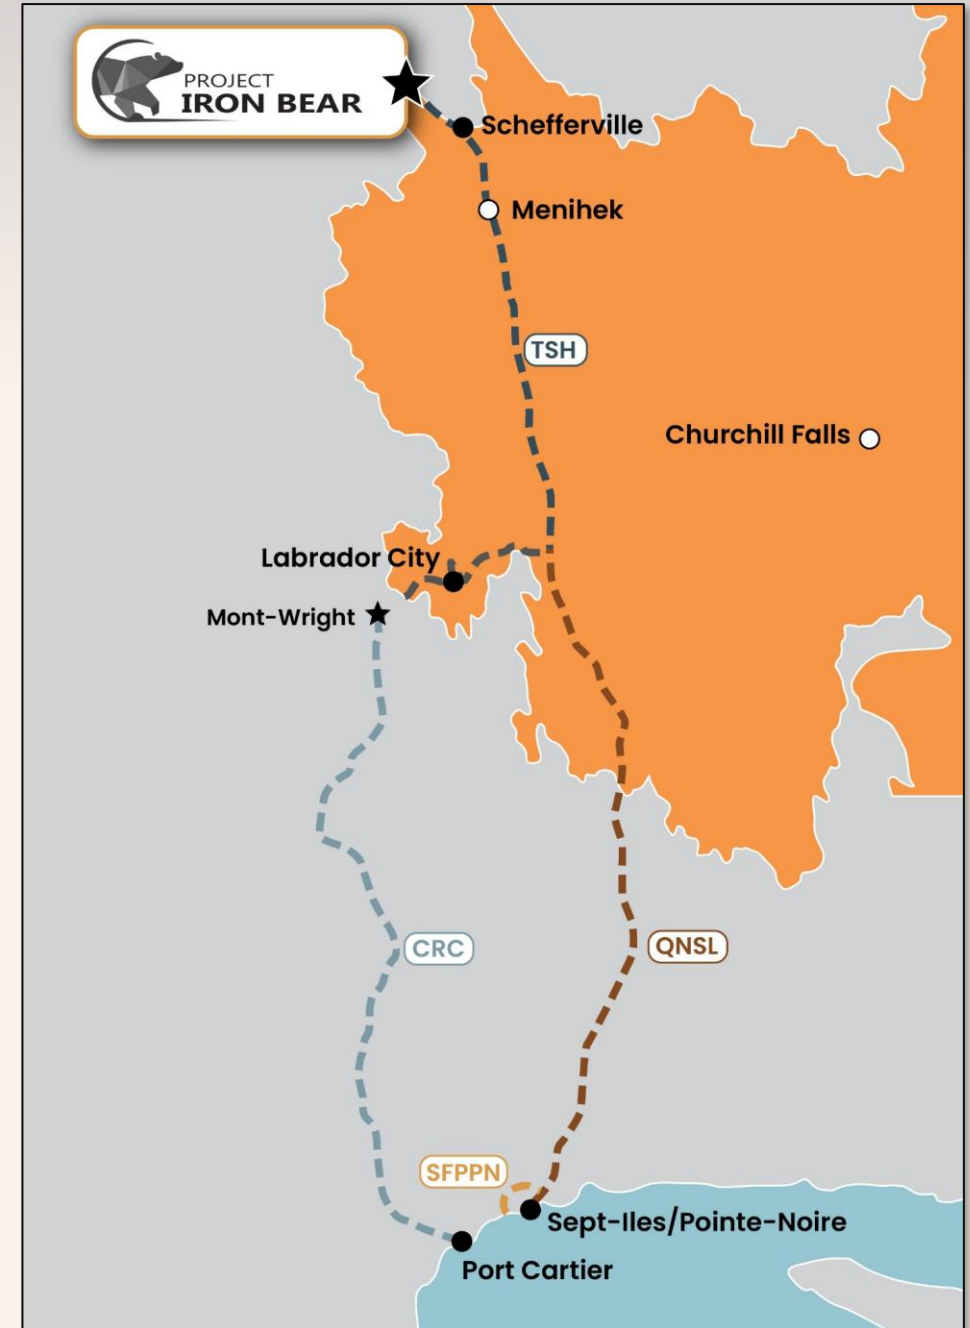 PROJECT
IRON BEAR
Schefferville
Menihek
TSH
Churchill Falls
Labrador City
Mont-Wright
CRC
QNSL
SFPPN
Sept-Iles/Pointe-Noire
Port Cartier